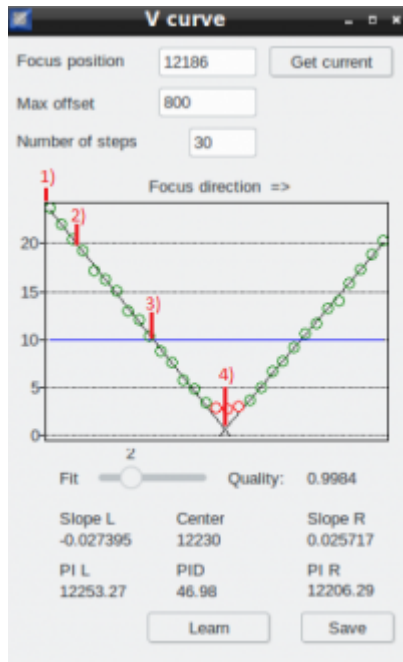 V curve
Focus position 12186 Get current
Max offset 800
Number of steps 30
1) Focus direction =>
2)
20
15
3)
10
4)
5
0
2
Fit Quality: 0.9984
Slope L Center Slope R
-0.027395 12230 0.025717
PI L PID PI R
12253.27 46.98 12206.29
Learn Save